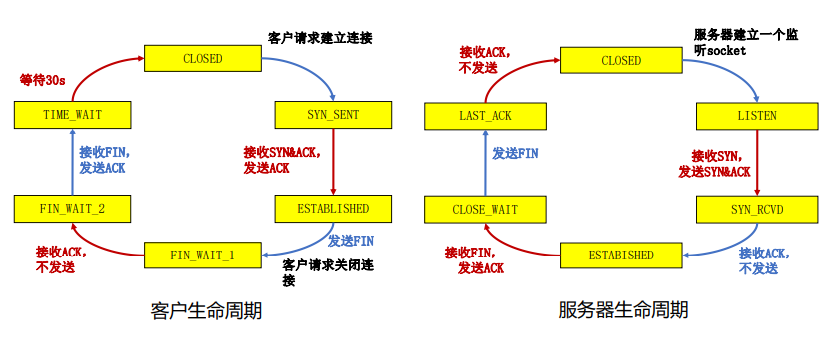 客户请求建立连接
CLOSED
等待30s
TIME_WAIT
SYN_SENT
接收FIN,
发送ACK
接收SYN&ACK,
发送ACK
FIN_WAIT_2
ESTABLISHED
发送FIN
接收ACK,
不发送
FIN_WAIT_1
客户请求关闭连
接
客户生命周期
服务器建立一个监
听socket
接收ACK,
不发送
CLOSED
LAST_ACK
LISTEN
发送FIN
接收SYN,
发送SYN&ACK
CLOSE_WAIT
SYN_RCVD
接收FIN,
发送ACK
ESTABISHED
接收ACK,
不发送
服务器生命周期